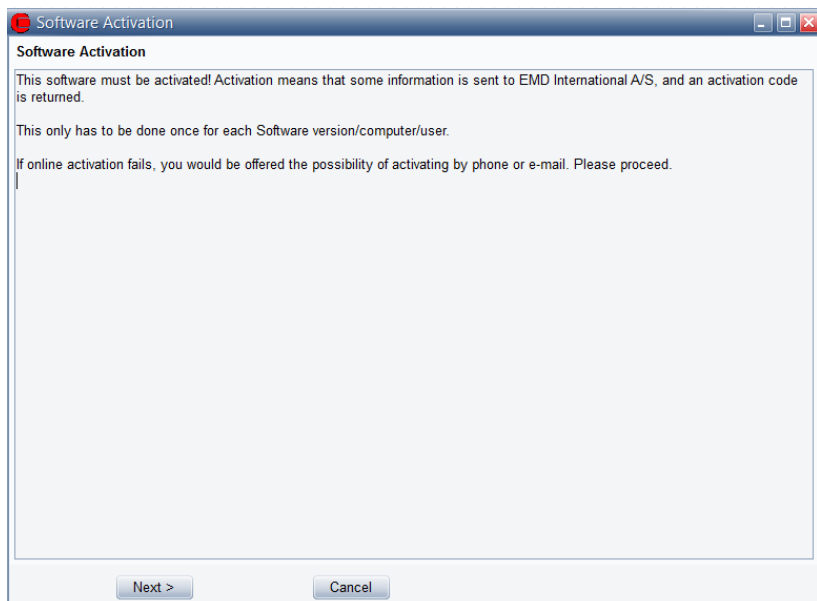 Software Activation
Software Activation
This software must be activated! Activation means that some information is sent to EMD International A/S, and an activation code
is returned.
This only has to be done once for each Software version/computer/user.
If online activation fails, you would be offered the possibility of activating by phone or e-mail. Please proceed.
Next >
Cancel